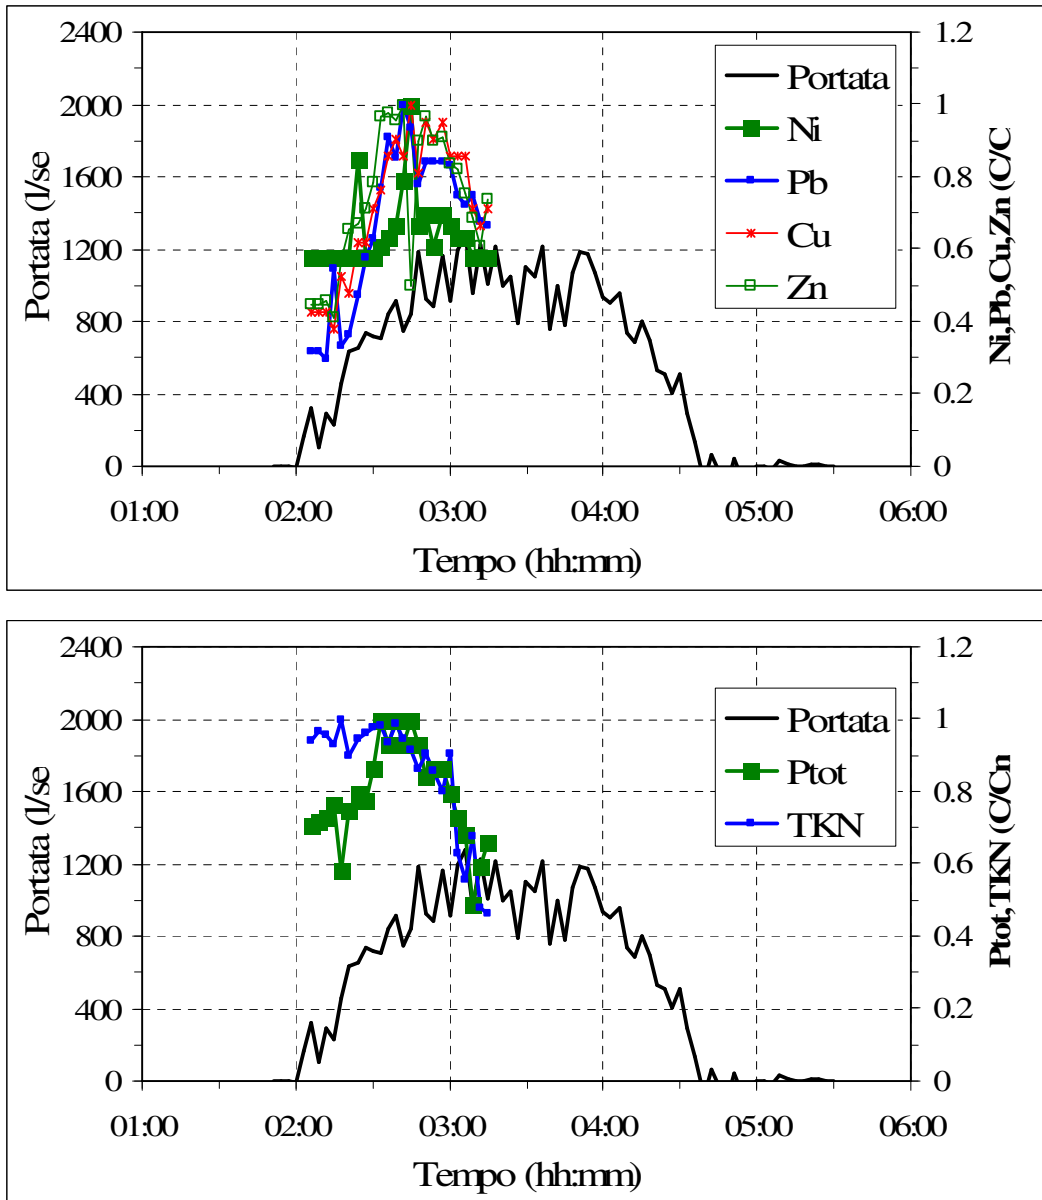 2400
2000
1600
1200
800
400
0
Portata (l/se
1.2
1
0.8
0.6
0.4
0.2
0
Ni,Pb,Cu,Zn (C/C
Portata
Ni
Pb
Cu
Zn
01:00 02:00 03:00 04:00 05:00 06:00
Tempo (hh:mm)
2400
2000
1600
1200
800
400
0
Portata (l/se
1.2
1
0.8
0.6
0.4
0.2
0
Ptot,TKN (C/Cn
Portata
Ptot
TKN
01:00 02:00 03:00 04:00 05:00 06:00
Tempo (hh:mm)